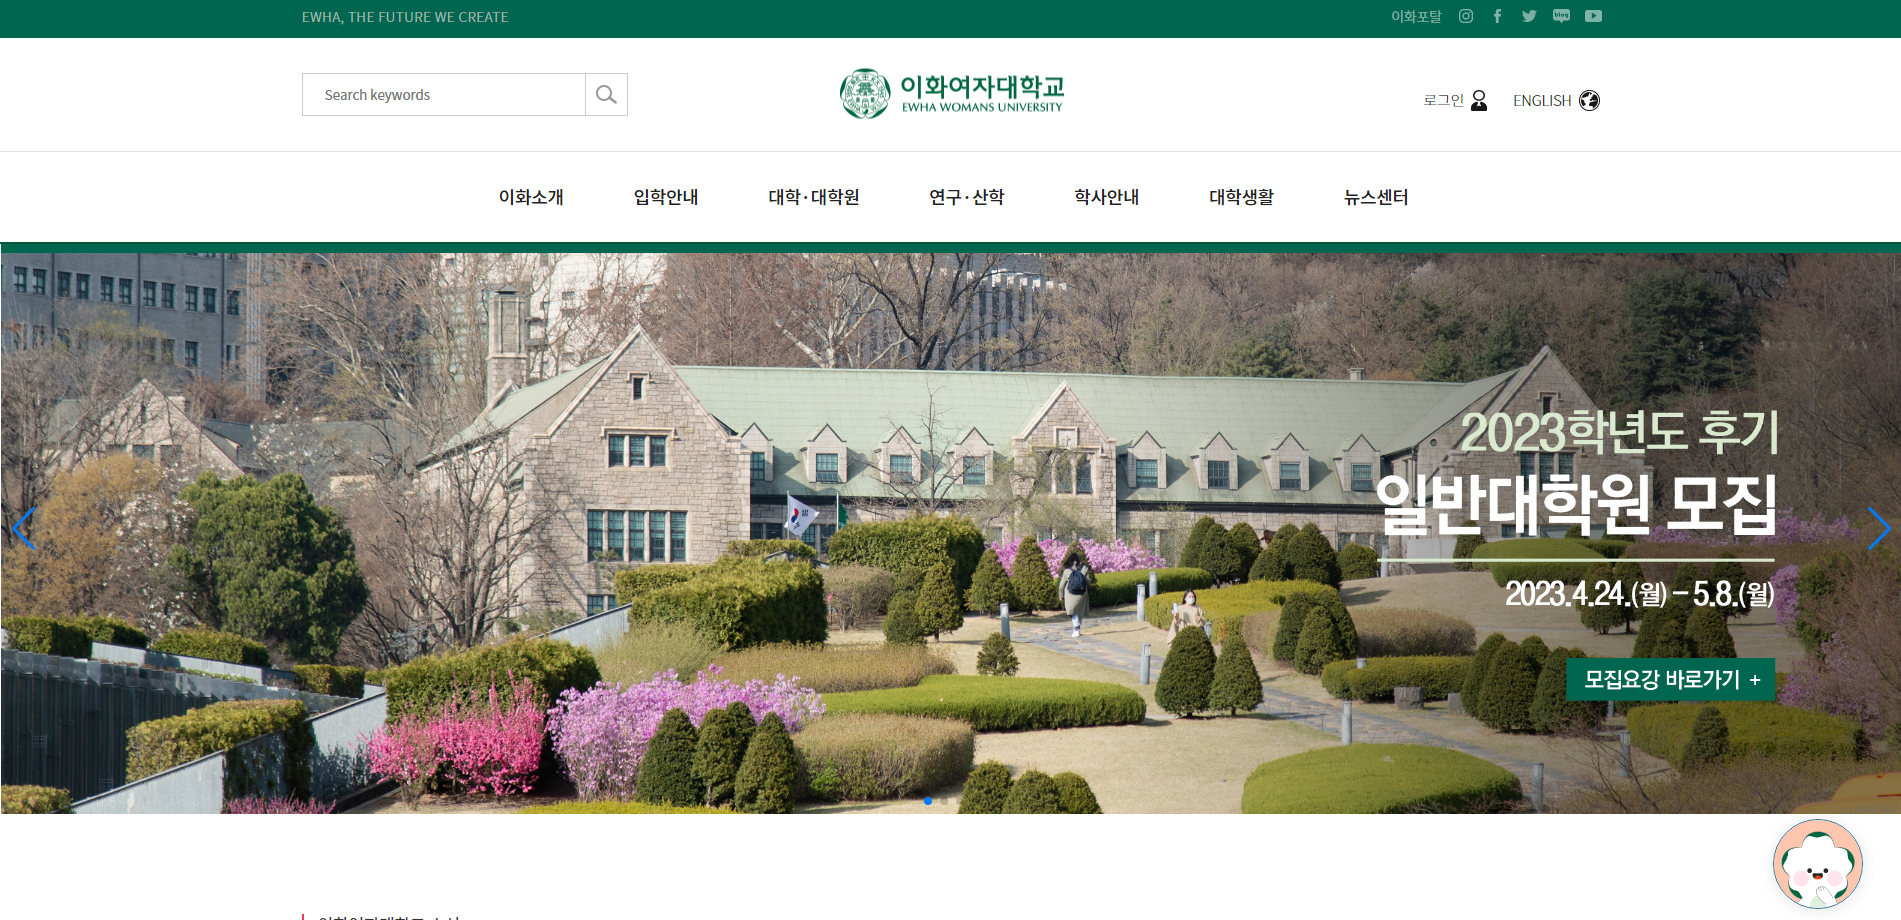 EWHA, THE FUTURE WE CREATE
이화포탈
blog
Search keywords
이화여자대학교
EWHA WOMANS UNIVERSITY
로그인
ENGLISH
이화소개
입학안내
대학·대학원
연구·산학
학사안내
대학생활
뉴스센터
2023학년도 후기
일반대학원 모집
2023.4.24.(월) – 5.8.(월)
모집요강 바로가기 +